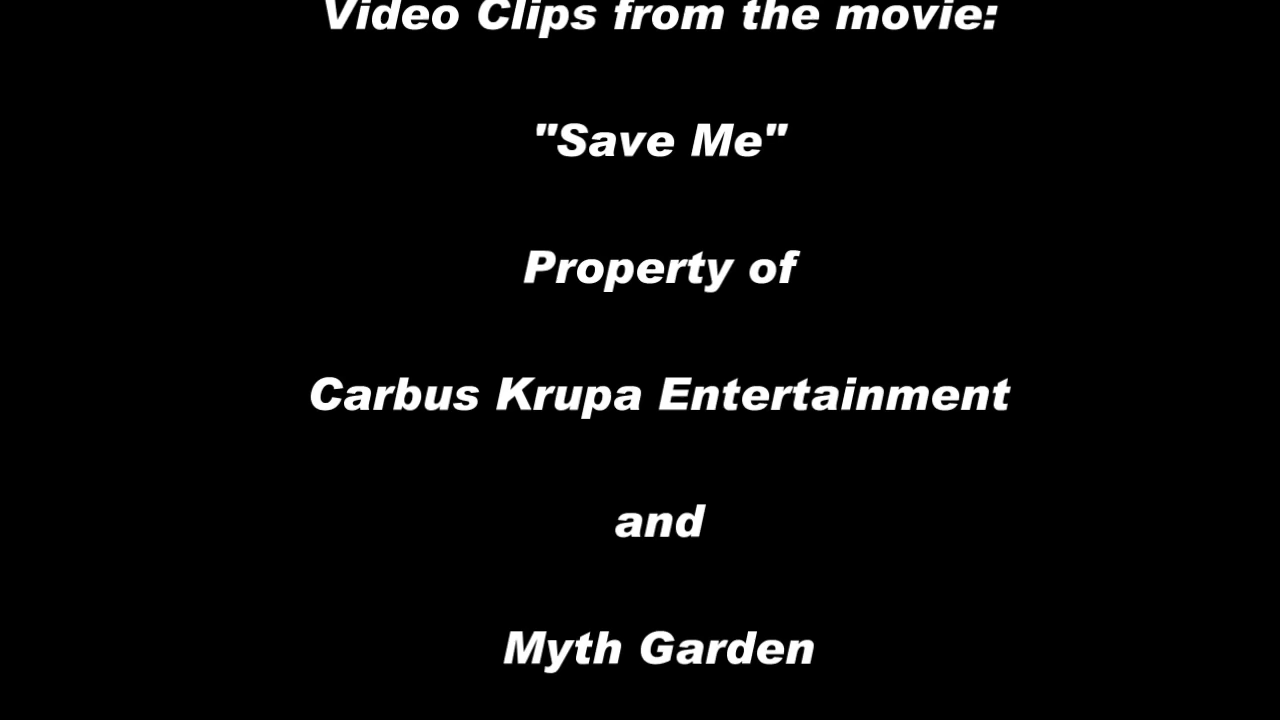 Video Clips from the movie:
"Save Me"
Property of
Carbus Krupa Entertainment
and
Myth Garden